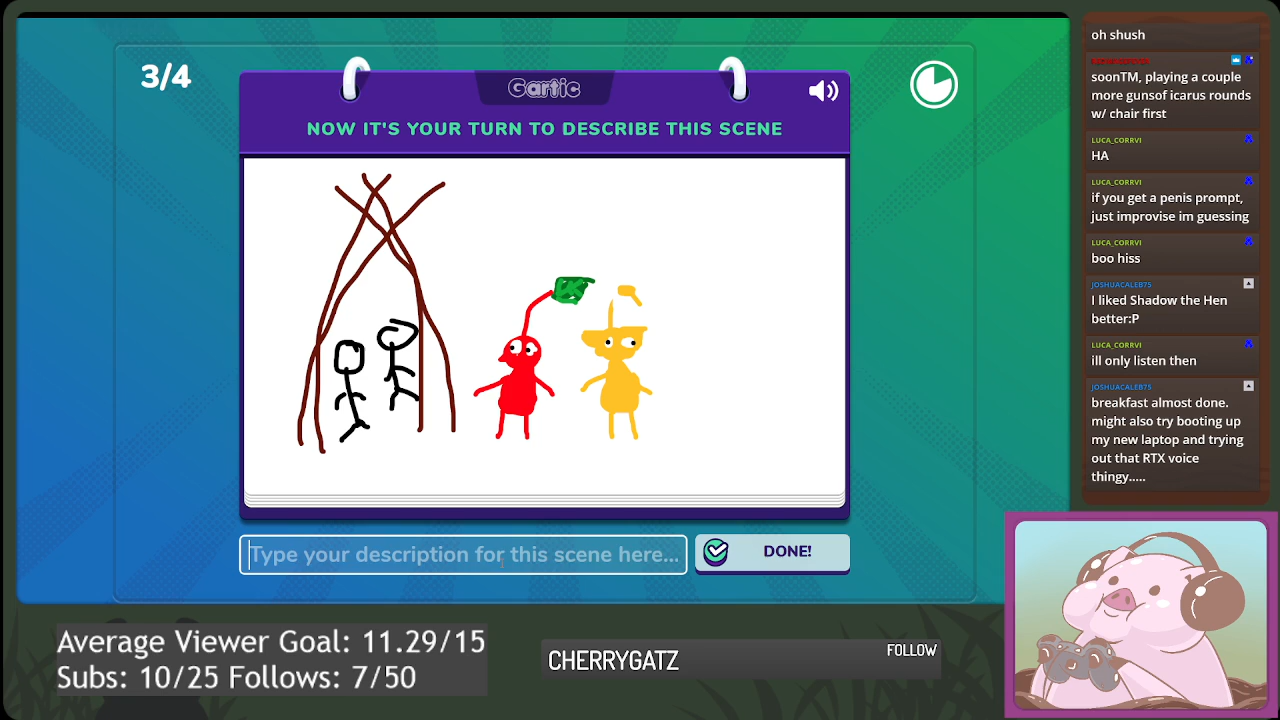 3/4
Gartic
NOW IT'S YOUR TURN TO DESCRIBE THIS SCENE
Type your description for this scene here...
DONE!
oh shush
soonTM, playing a couple
more gunsof icarus rounds
w/ chair first
LUCA_CORRVI
HA
LUCA_CORRVI
if you get a penis prompt,
just improvise im guessing
LUCA_CORRVI
boo hiss
JOSHUACALEB75
I liked Shadow the Hen
better:P
LUCA_CORRVI
ill only listen then
JOSHUACALEB75
breakfast almost done.
might also try booting up
my new laptop and trying
out that RTX voice
thingy.....
Average Viewer Goal: 11.29/15
Subs: 10/25 Follows: 7/50
CHERRYGATZ
FOLLOW